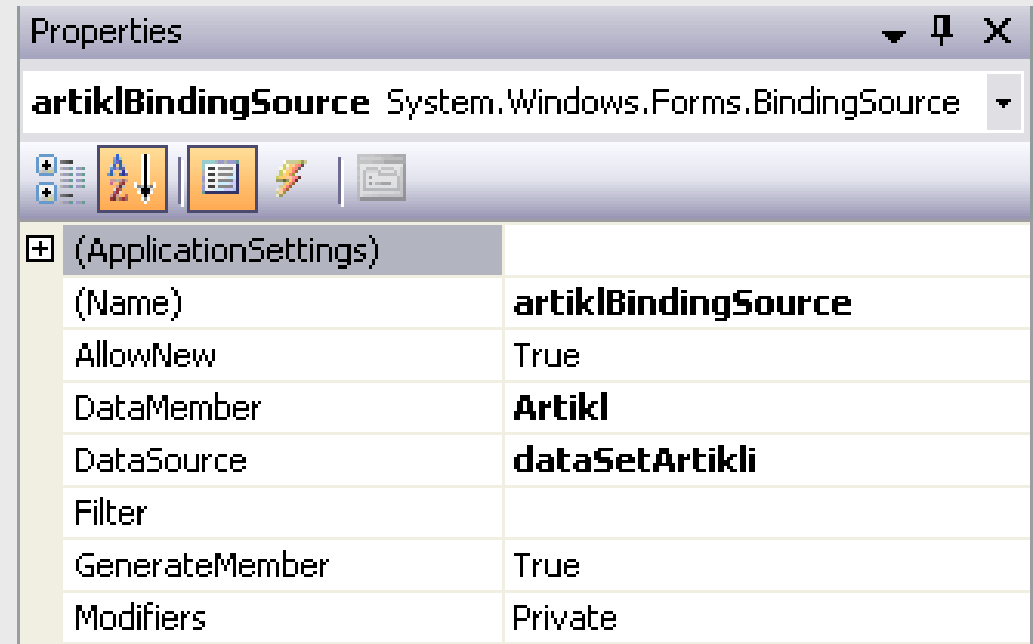 Properties
artiklBindingSource System.Windows.Forms.BindingSource
A
Z
(ApplicationSettings)
(Name) artiklBindingSource
AllowNew True
DataMember Artikl
DataSource dataSetArtikli
Filter
GenerateMember True
Modifiers Private